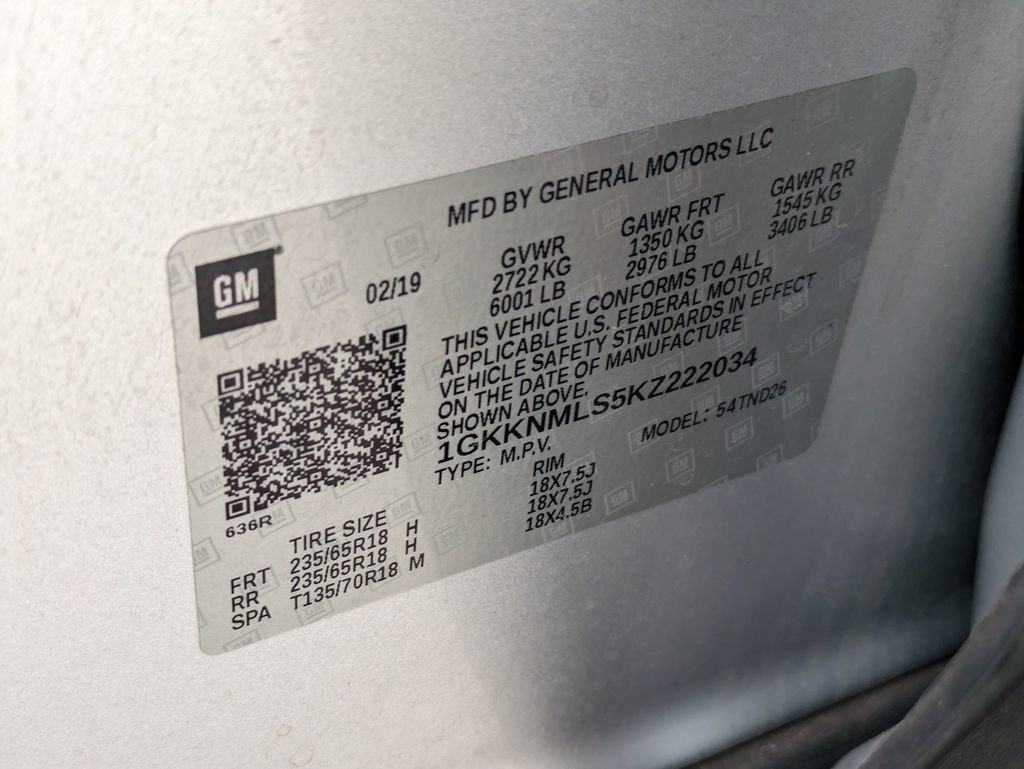 MFD BY GENERAL MOTORS LLC
GM
02/19
GVWR GAWR FRT GAWR RR
2722 KG 1350 KG 1545 KG
6001 LB 2976 LB 3406 LB
THIS VEHICLE CONFORMS TO ALL
APPLICABLE U.S. FEDERAL MOTOR
VEHICLE SAFETY STANDARDS IN EFFECT
ON THE DATE OF MANUFACTURE
SHOWN ABOVE.
1GKKNMLS5KZ222034
TYPE: M.P.V. MODEL: 54TND26
636R
TIRE SIZE RIM
FRT 235/65R18 H 18X7.5J
RR 235/65R18 H 18X7.5J
SPA T135/70R18 M 18X4.5B